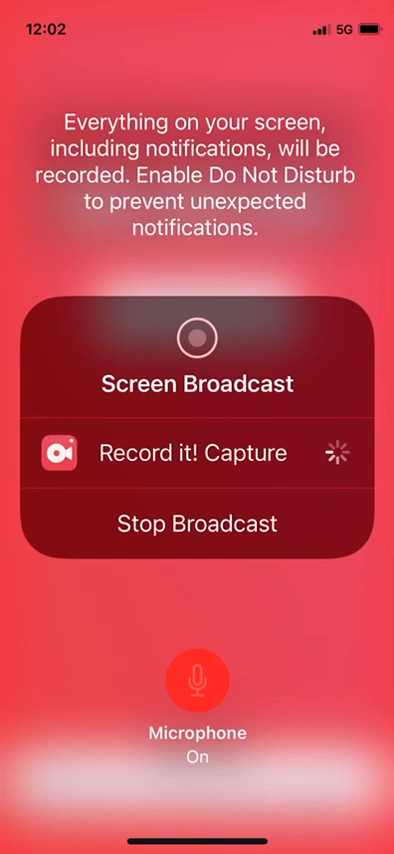 12:02
5G
Everything on your screen,
including notifications, will be
recorded. Enable Do Not Disturb
to prevent unexpected
notifications.
Screen Broadcast
Record it! Capture
Stop Broadcast
Microphone
On